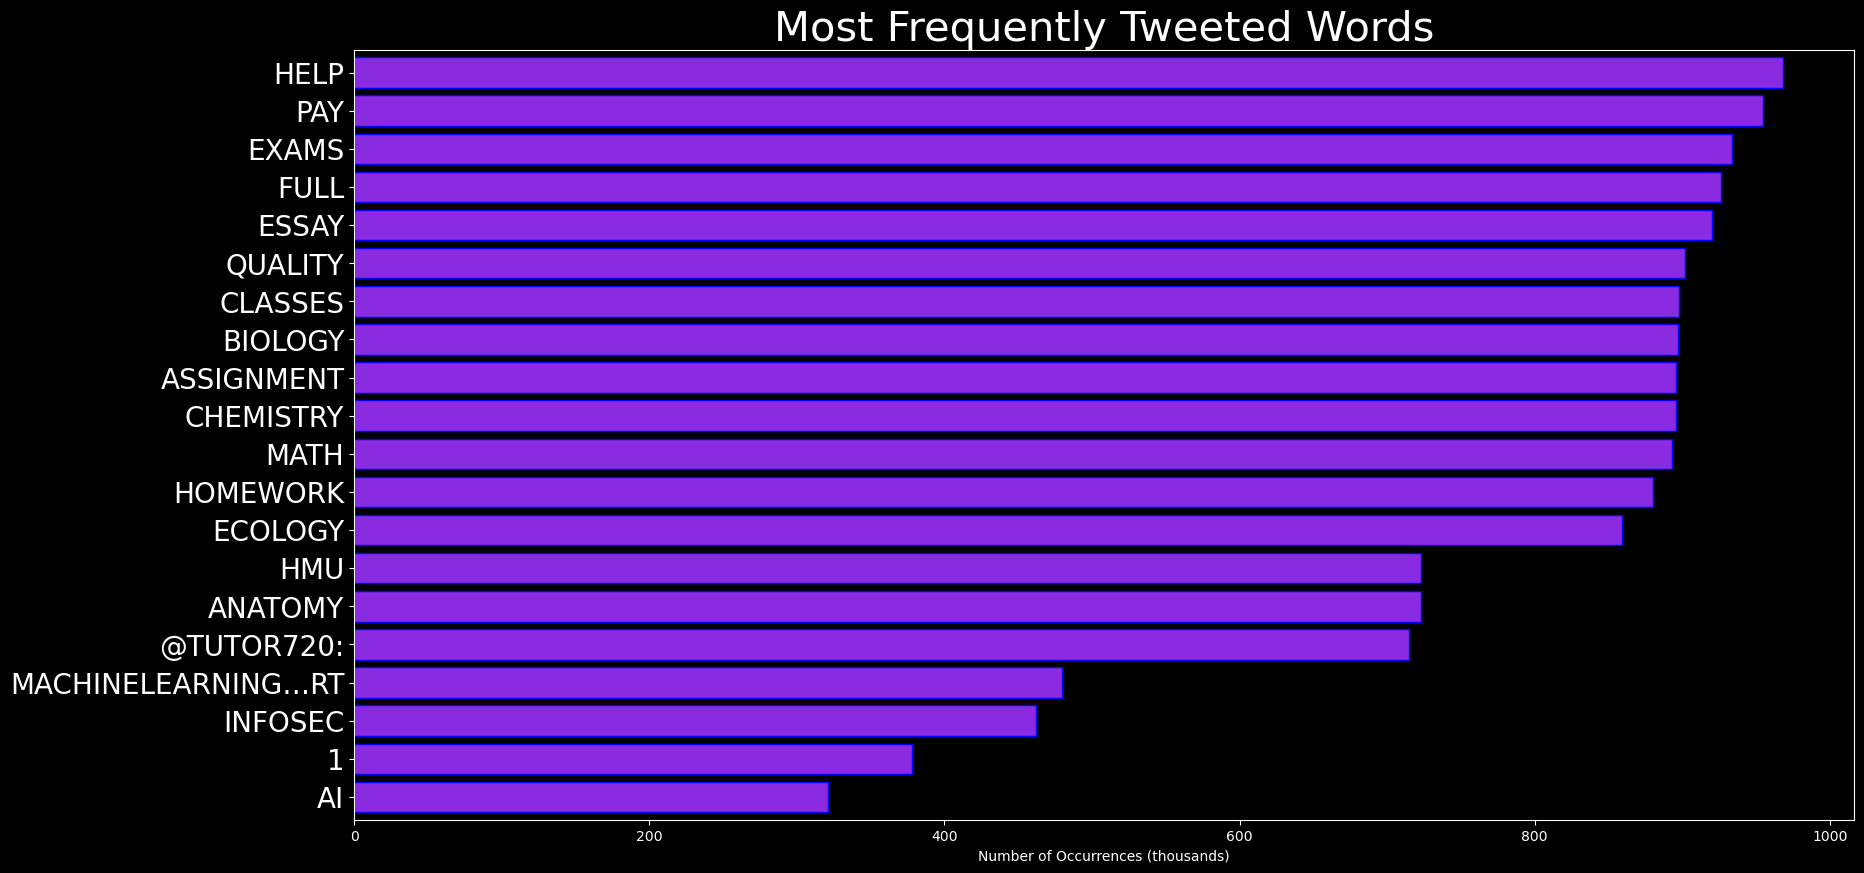 Most Frequently Tweeted Words
HELP
PAY
EXAMS
FULL
ESSAY
QUALITY
CLASSES
BIOLOGY
ASSIGNMENT
CHEMISTRY
MATH
HOMEWORK
ECOLOGY
HMU
ANATOMY
@TUTOR720:
MACHINELEARNING…RT
INFOSEC
1
AI
0 200 400 600 800 1000
Number of Occurrences (thousands)